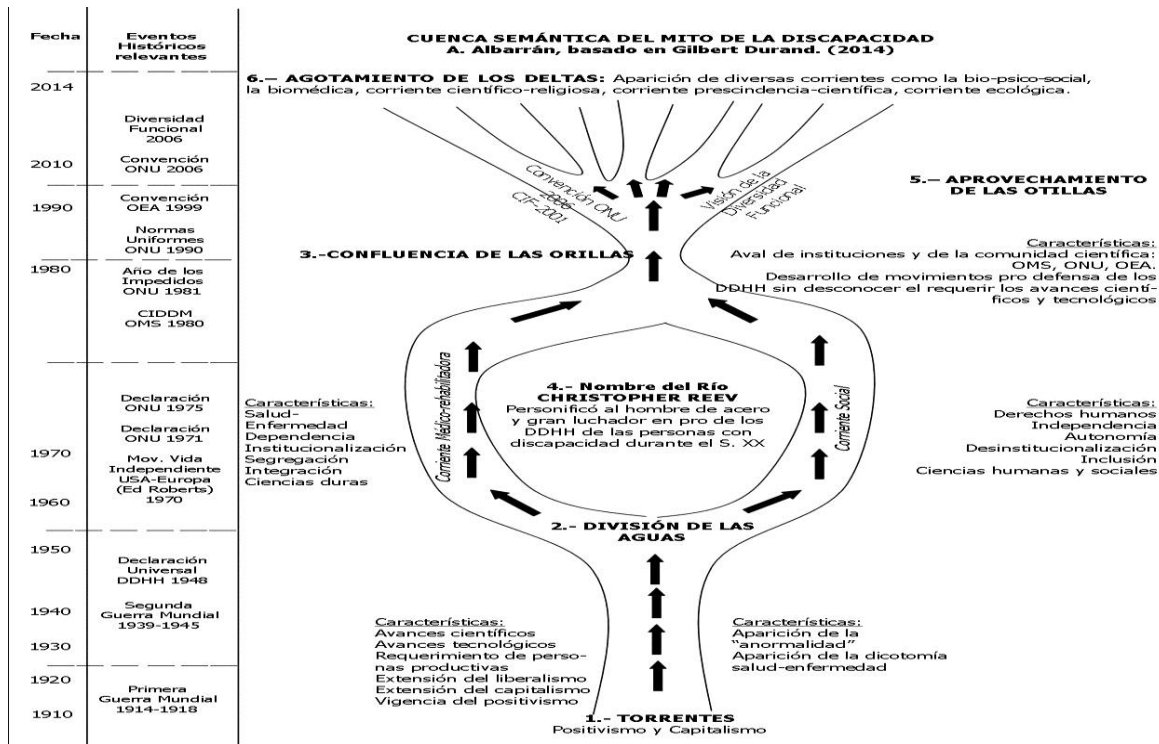 Fecha
Eventos
Históricos
relevantes
CUENCA SEMÁNTICA DEL MITO DE LA DISCAPACIDAD
A. Albarrán, basado en Gilbert Durand. (2014)
6.— AGOTAMIENTO DE LOS DELTAS: Aparición de diversas corrientes como la bio-psico-social,
la biomédica, corriente científico-religiosa, corriente prescindencia-científica, corriente ecológica.
2014
Diversidad
Funcional
2006
2010
Convención
ONU 2006
1990
Convención
OEA 1999
Normas
Uniformes
ONU 1990
1980
Año de los
Impedidos
ONU 1981
CIDDM
OMS 1980
Declaración
ONU 1975
Declaración
ONU 1971
1970
Mov. Vida
Independiente
USA-Europa
(Ed Roberts)
1970
1960
1950
Declaración
Universal
DDHH 1948
1940
Segunda
Guerra Mundial
1939-1945
1930
1920
Primera
Guerra Mundial
1914-1918
1910
Convención ONU
2006
CIF-2001
Visión de la
Diversidad
Funcional
5.— APROVECHAMIENTO
DE LAS OTILLAS
3.-CONFLUENCIA DE LAS ORILLAS
Características:
Aval de instituciones y de la comunidad científica:
OMS, ONU, OEA.
Desarrollo de movimientos pro defensa de los
DDHH sin desconocer el requerir los avances cientí-
ficos y tecnológicos
Características:
Salud-
Enfermedad
Dependencia
Institucionalización
Segregación
Integración
Ciencias duras
Corriente Médico-rehabilitadora
4.- Nombre del Río
CHRISTOPHER REEV
Personificó al hombre de acero
y gran luchador en pro de los
DDHH de las personas con
discapacidad durante el S. XX
Corriente Social
Características:
Derechos humanos
Independencia
Autonomía
Desinstitucionalización
Inclusión
Ciencias humanas y sociales
2.- DIVISIÓN DE LAS
AGUAS
Características:
Avances científicos
Avances tecnológicos
Requerimiento de perso-
nas productivas
Extensión del liberalismo
Extensión del capitalismo
Vigencia del positivismo
Características:
Aparición de la
“anormalidad”
Aparición de la dicotomía
salud-enfermedad
1.- TORRENTES
Positivismo y Capitalismo